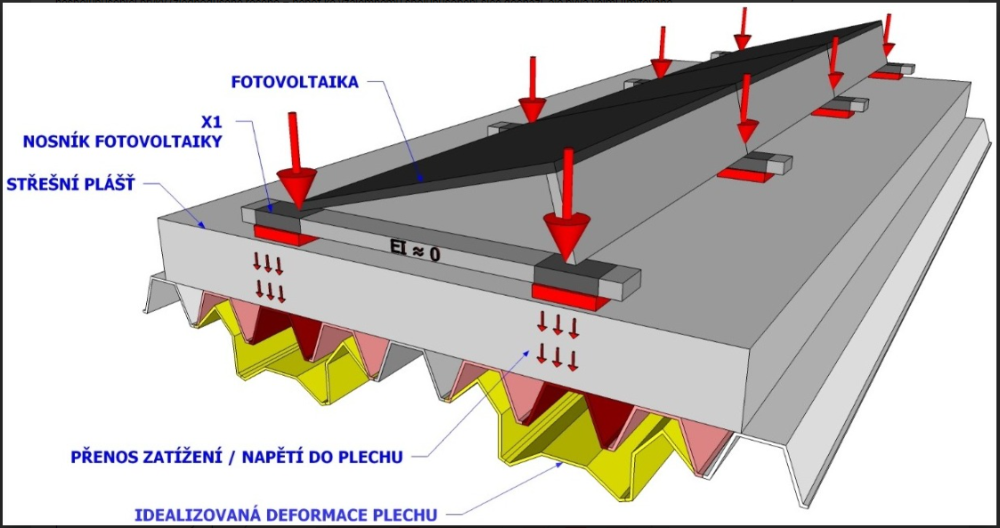 FOTOVOLTAIKA
X1
NOSNÍK FOTOVOLTAIKY
STŘEŠNÍ PLÁŠŤ
EI ≈ 0
PŘENOS ZATÍŽENÍ / NAPĚTÍ DO PLECHU
IDEALIZOVANÁ DEFORMACE PLECHU